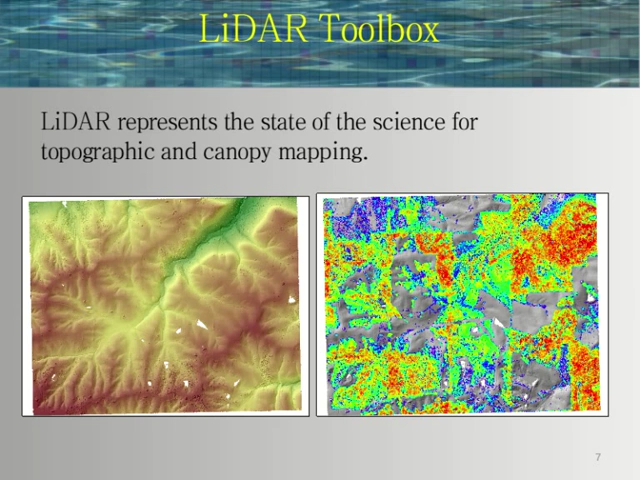 LiDAR Toolbox
LiDAR represents the state of the science for
topographic and canopy mapping.
7